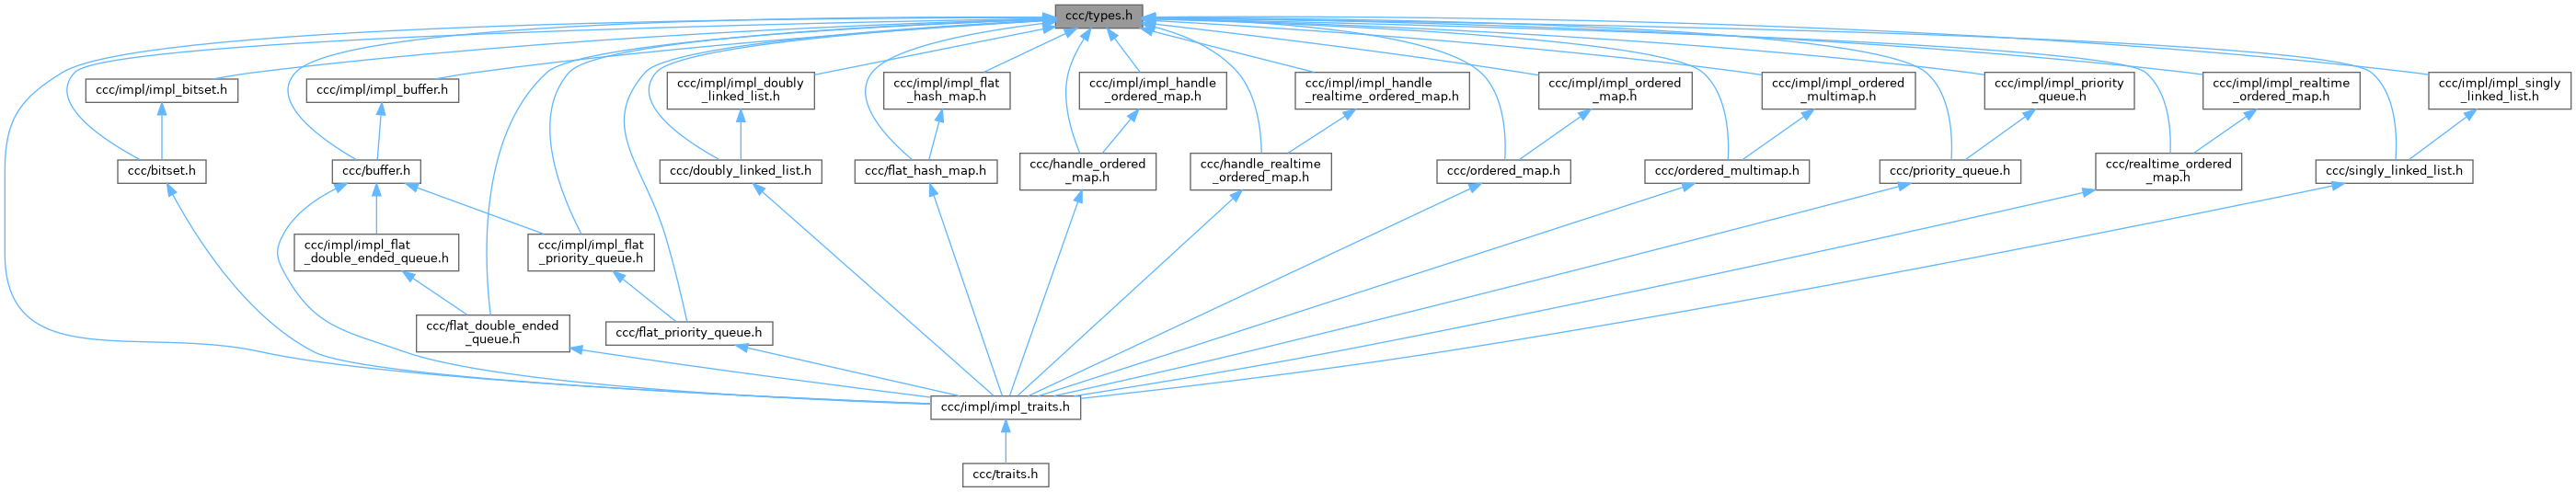 ccc/types.h
ccc/impl/impl_bitset.h
ccc/impl/impl_buffer.h
ccc/impl/impl_doubly
_linked_list.h
ccc/impl/impl_flat
_hash_map.h
ccc/impl/impl_handle
_ordered_map.h
ccc/impl/impl_handle
_realtime_ordered_map.h
ccc/impl/impl_ordered
_map.h
ccc/impl/impl_ordered
_multimap.h
ccc/impl/impl_priority
_queue.h
ccc/impl/impl_realtime
_ordered_map.h
ccc/impl/impl_singly
_linked_list.h
ccc/bitset.h
ccc/buffer.h
ccc/doubly_linked_list.h
ccc/flat_hash_map.h
ccc/handle_ordered
_map.h
ccc/handle_realtime
_ordered_map.h
ccc/ordered_map.h
ccc/ordered_multimap.h
ccc/priority_queue.h
ccc/realtime_ordered
_map.h
ccc/singly_linked_list.h
ccc/impl/impl_flat
_double_ended_queue.h
ccc/impl/impl_flat
_priority_queue.h
ccc/flat_double_ended
_queue.h
ccc/flat_priority_queue.h
ccc/impl/impl_traits.h
ccc/traits.h